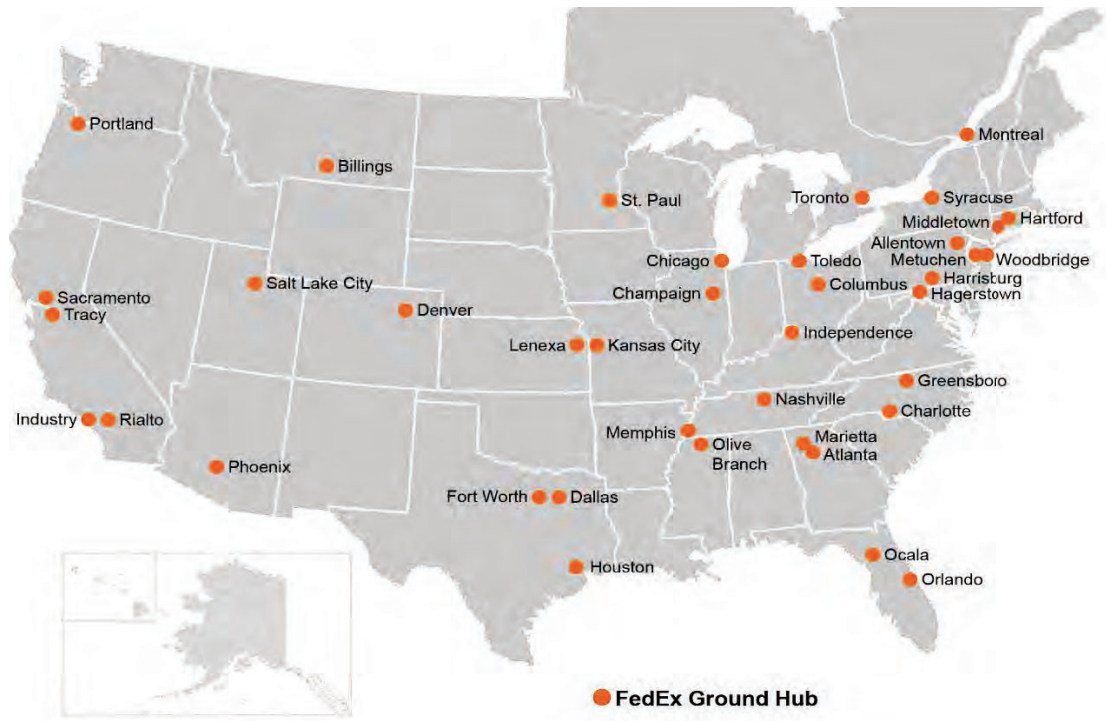 Portland
Montreal
Billings
Toronto
Syracuse
St. Paul
Middletown
Hartford
Allentown
Chicago
Toledo
Metuchen
Woodbridge
Salt Lake City
Columbus
Harrisburg
Champaign
Hagerstown
Sacramento
Tracy
Denver
Independence
Lenexa
Kansas City
Greensboro
Nashville
Charlotte
Industry
Rialto
Memphis
Olive
Branch
Marietta
Atlanta
Phoenix
Fort Worth
Dallas
Ocala
Houston
Orlando
FedEx Ground Hub